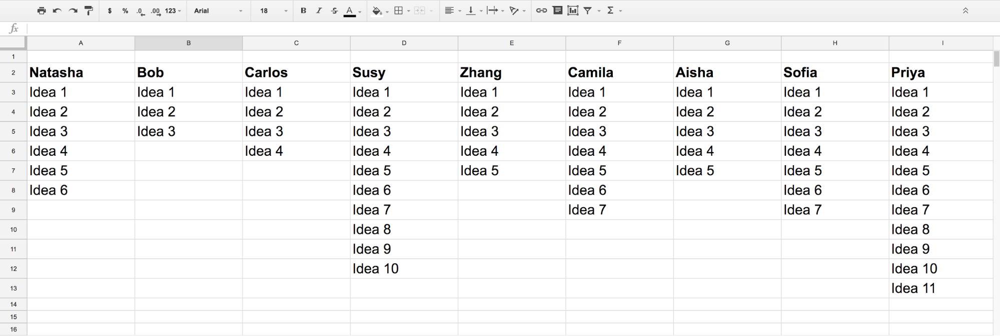 $ % .0 .00 123 Arial 18 B I S A Σ
fx
A B C D E F G H I
1
2 Natasha Bob Carlos Susy Zhang Camila Aisha Sofia Priya
3 Idea 1 Idea 1 Idea 1 Idea 1 Idea 1 Idea 1 Idea 1 Idea 1 Idea 1
4 Idea 2 Idea 2 Idea 2 Idea 2 Idea 2 Idea 2 Idea 2 Idea 2 Idea 2
5 Idea 3 Idea 3 Idea 3 Idea 3 Idea 3 Idea 3 Idea 3 Idea 3 Idea 3
6 Idea 4 Idea 4 Idea 4 Idea 4 Idea 4 Idea 4 Idea 4 Idea 4
7 Idea 5 Idea 5 Idea 5 Idea 5 Idea 5 Idea 5 Idea 5
8 Idea 6 Idea 6 Idea 6 Idea 6 Idea 6
9 Idea 7 Idea 7 Idea 7 Idea 7
10 Idea 8 Idea 8
11 Idea 9 Idea 9
12 Idea 10 Idea 10
13 Idea 11
14
15
16